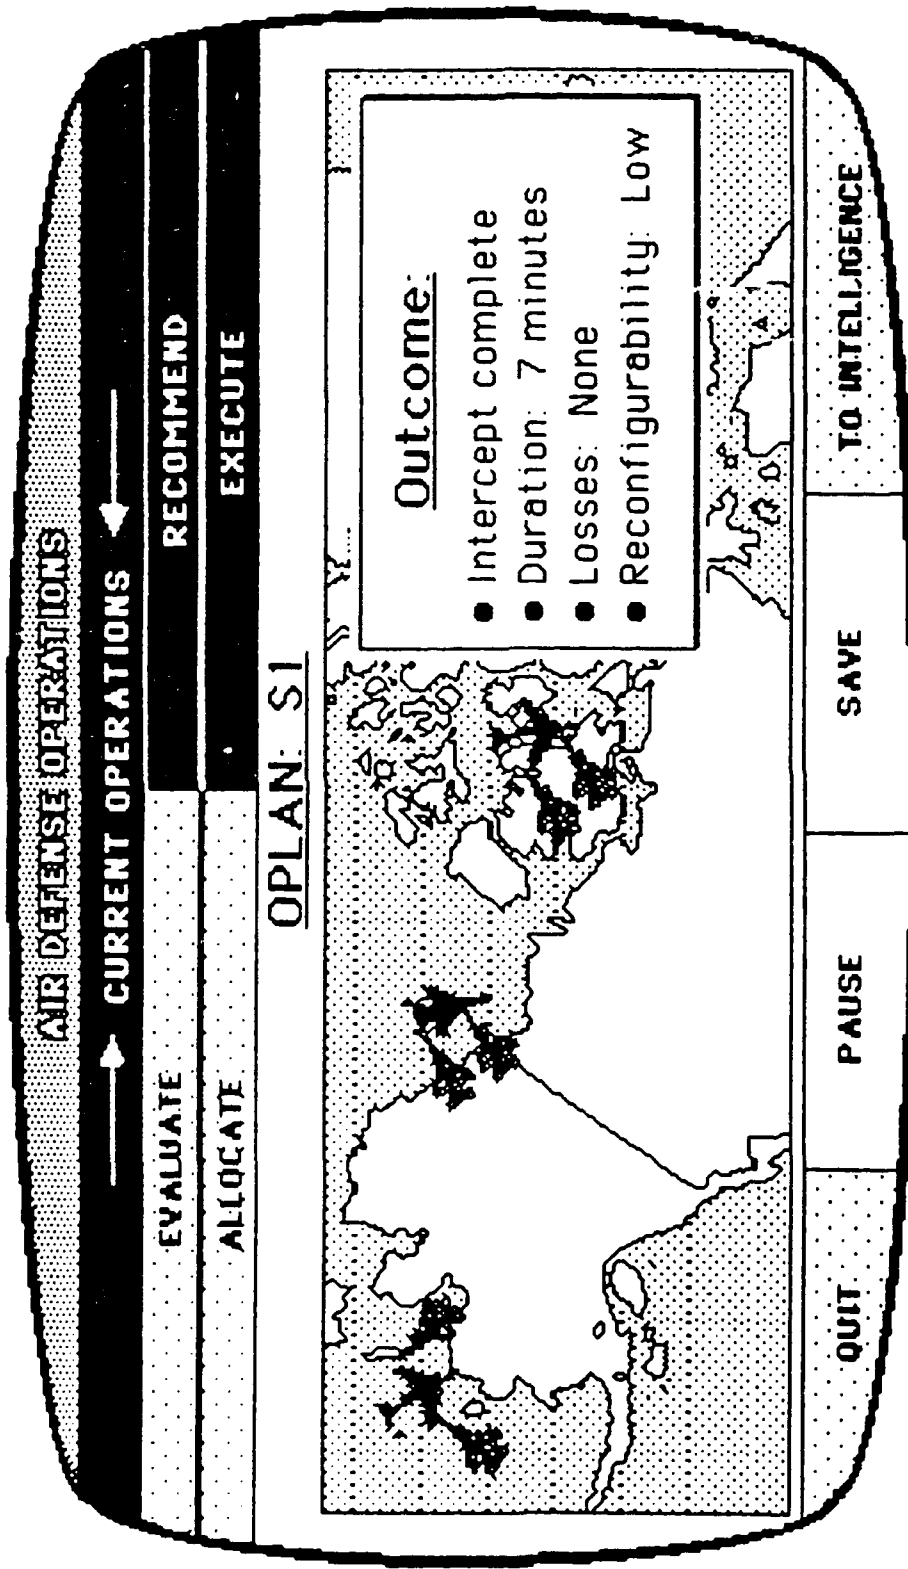 AIR DEFENSE OPERATIONS
CURRENT OPERATIONS
EVALUATE RECOMMEND
ALLOCATE EXECUTE
OPLAN: S1
Outcome:
● Intercept complete
● Duration: 7 minutes
● Losses: None
● Reconfigurability: Low
QUIT PAUSE SAVE TO INTELLIGENCE